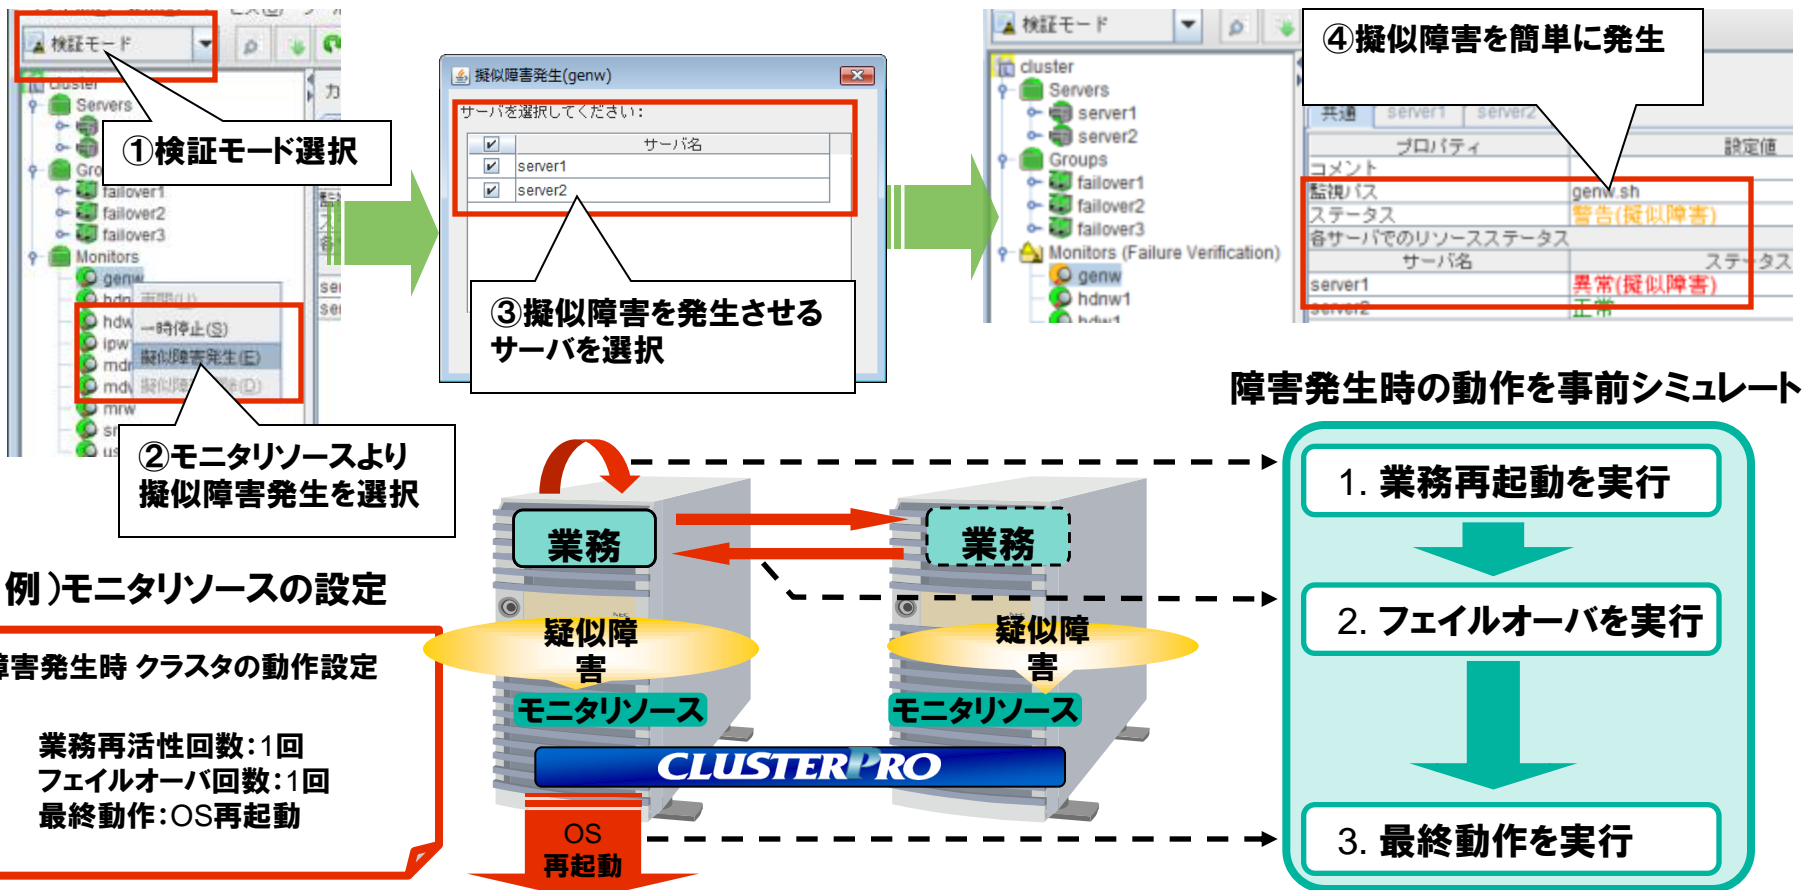 検証モード
cluster
Servers
①検証モード選択
failover1
failover2
failover3
Monitors
genw
再開(U)
一時停止(S)
擬似障害発生(E)
mrw
②モニタリソースより
擬似障害発生を選択
擬似障害発生(genw)
サーバを選択してください：
サーバ名
server1
server2
③擬似障害を発生させる
サーバを選択
検証モード
cluster
Servers
server1
server2
Groups
failover1
failover2
failover3
Monitors (Failure Verification)
genw
hdnw1
hdw1
④擬似障害を簡単に発生
共通 server1 server2
プロパティ 設定値
コメント
監視パス genw.sh
ステータス 警告(擬似障害)
各サーバでのリソースステータス
サーバ名 ステータス
server1 異常(擬似障害)
server2 正常
障害発生時の動作を事前シミュレート
1. 業務再起動を実行
2. フェイルオーバを実行
3. 最終動作を実行
業務
業務
疑似障
害
疑似障
害
モニタリソース
モニタリソース
CLUSTERPRO
OS
再起動
例）モニタリソースの設定
障害発生時 クラスタの動作設定
業務再活性回数：1回
フェイルオーバ回数：1回
最終動作：OS再起動